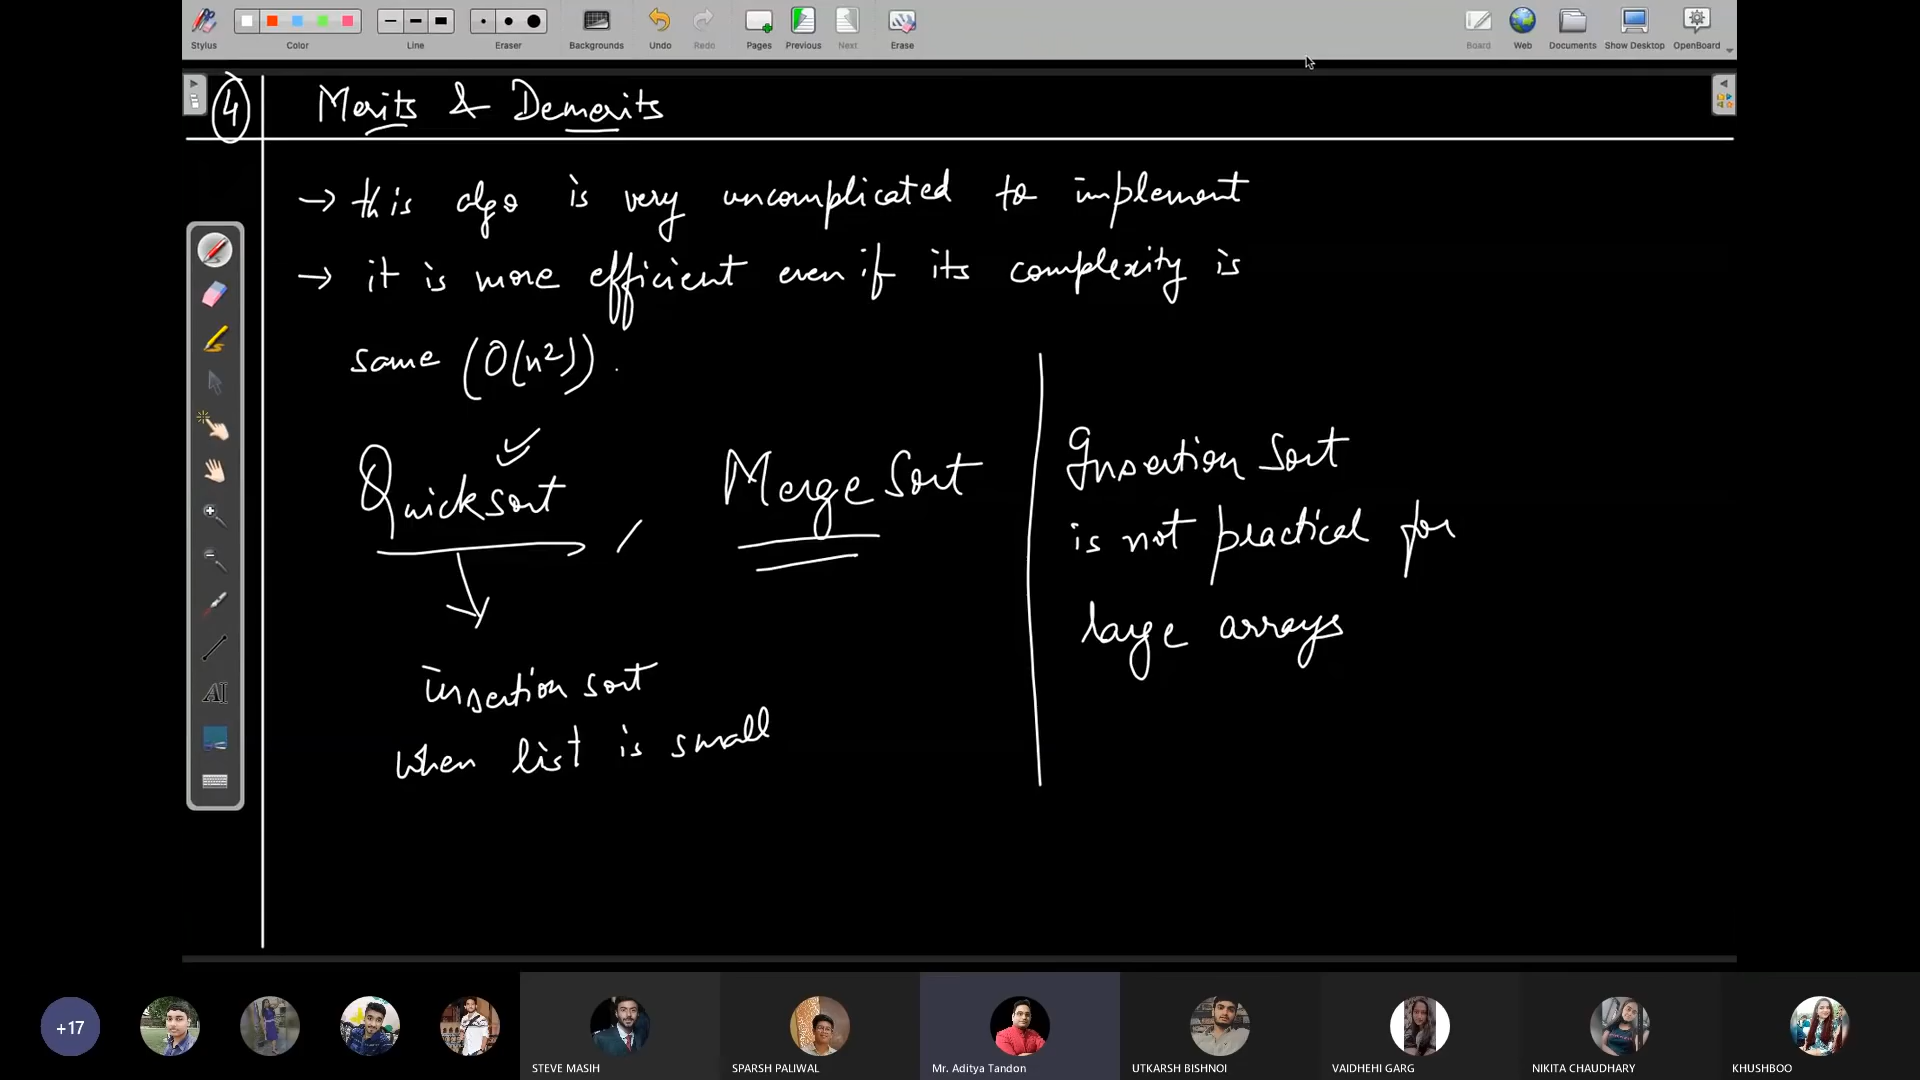 Stylus
Color
Line
Eraser
Backgrounds
Undo
Redo
Pages
Previous
Next
Erase
Board
Web
Documents
Show Desktop
OpenBoard
4 Merits & Demerits
→ this algo is very uncomplicated to implement
→ it is more efficient even if its complexity is
same (O(n²)).
Quicksort, MergeSort
insertion sort
when list is small
Insertion Sort
is not practical for
large arrays
AI
+17
STEVE MASIH
SPARSH PALIWAL
Mr. Aditya Tandon
UTKARSH BISHNOI
VAIDHEHI GARG
NIKITA CHAUDHARY
KHUSHBOO